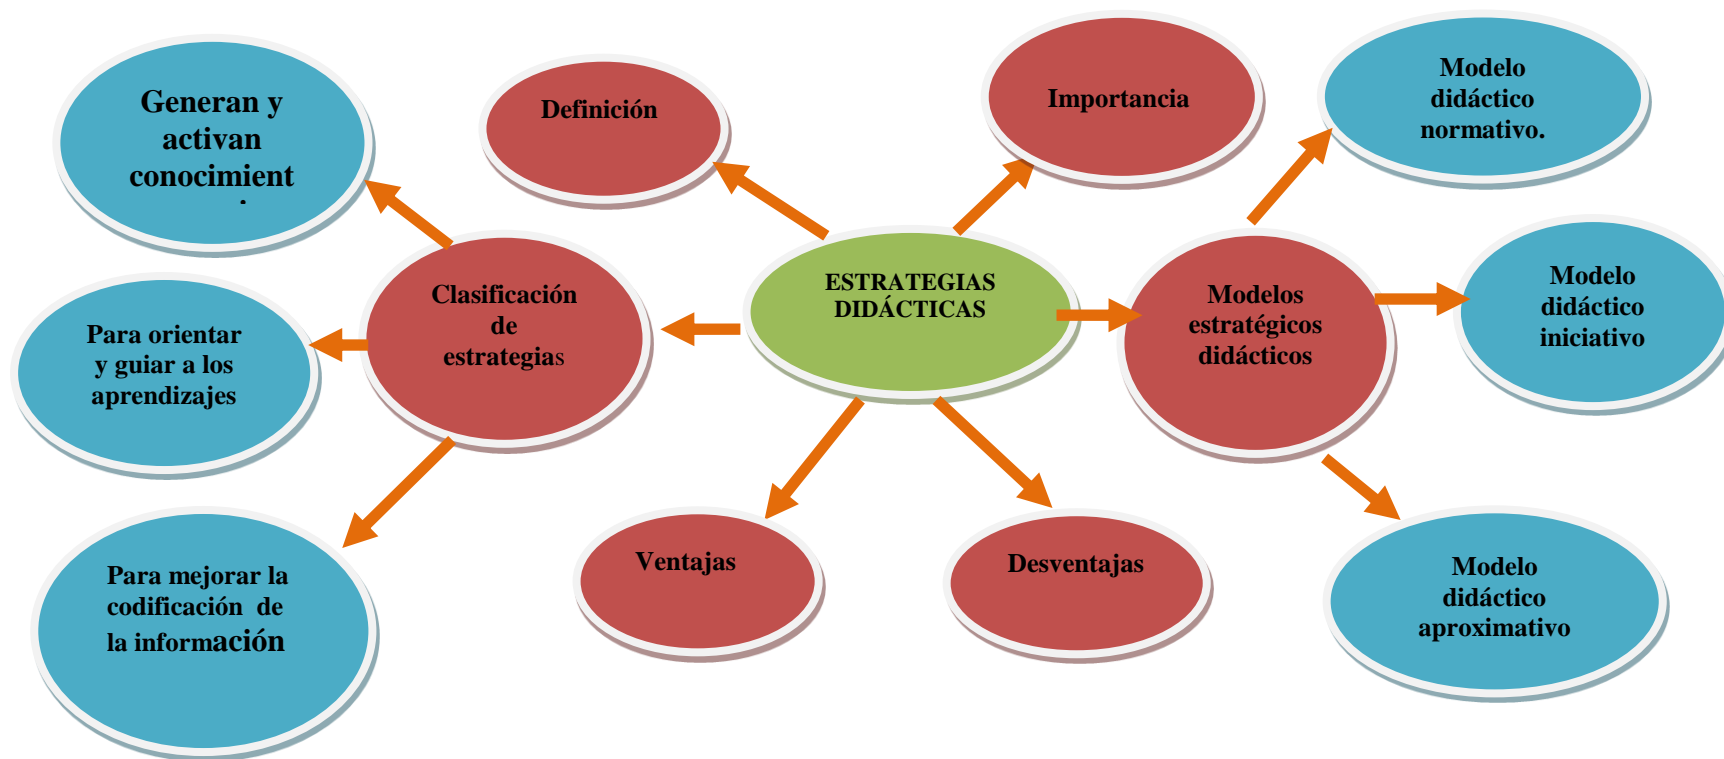 Generan y
activan
conocimient
Definición
Importancia
Modelo
didáctico
normativo.
Clasificación
de
estrategias
ESTRATEGIAS
DIDÁCTICAS
Modelos
estratégicos
didácticos
Modelo
didáctico
iniciativo
Para orientar
y guiar a los
aprendizajes
Para mejorar la
codificación de
la información
Ventajas
Desventajas
Modelo
didáctico
aproximativo